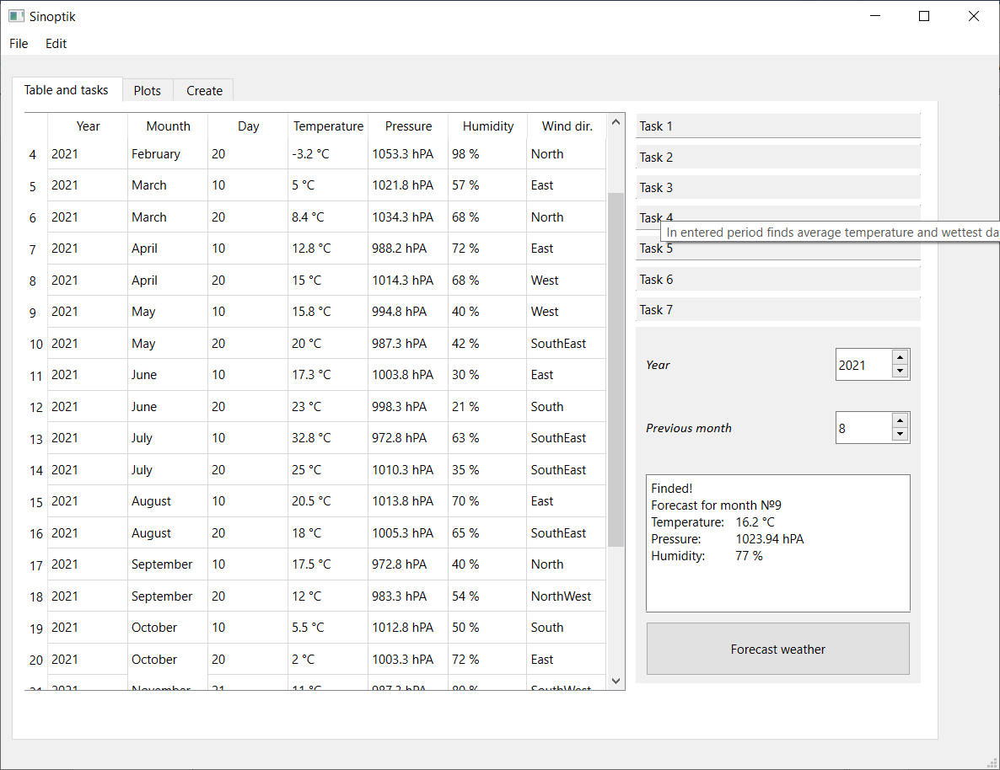 Sinoptik
File Edit
Table and tasks Plots Create
Year Mounth Day Temperature Pressure Humidity Wind dir.
4 2021 February 20 -3.2 °C 1053.3 hPA 98 % North
5 2021 March 10 5 °C 1021.8 hPA 57 % East
6 2021 March 20 8.4 °C 1034.3 hPA 68 % North
7 2021 April 10 12.8 °C 988.2 hPA 72 % East
8 2021 April 20 15 °C 1014.3 hPA 68 % West
9 2021 May 10 15.8 °C 994.8 hPA 40 % West
10 2021 May 20 20 °C 987.3 hPA 42 % SouthEast
11 2021 June 10 17.3 °C 1003.8 hPA 30 % East
12 2021 June 20 23 °C 998.3 hPA 21 % South
13 2021 July 10 32.8 °C 972.8 hPA 63 % SouthEast
14 2021 July 20 25 °C 1010.3 hPA 35 % SouthEast
15 2021 August 10 20.5 °C 1013.8 hPA 70 % East
16 2021 August 20 18 °C 1005.3 hPA 65 % SouthEast
17 2021 September 10 17.5 °C 972.8 hPA 40 % North
18 2021 September 20 12 °C 983.3 hPA 54 % NorthWest
19 2021 October 10 5.5 °C 1012.8 hPA 50 % South
20 2021 October 20 2 °C 1003.3 hPA 72 % East
21 2021 November 21 11 °C 987.3 hPA 80 % SouthWest
Task 1
Task 2
Task 3
Task 4
In entered period finds average temperature and wettest da
Task 5
Task 6
Task 7
Year 2021
Previous month 8
Finded!
Forecast for month №9
Temperature: 16.2 °C
Pressure: 1023.94 hPA
Humidity: 77 %
Forecast weather